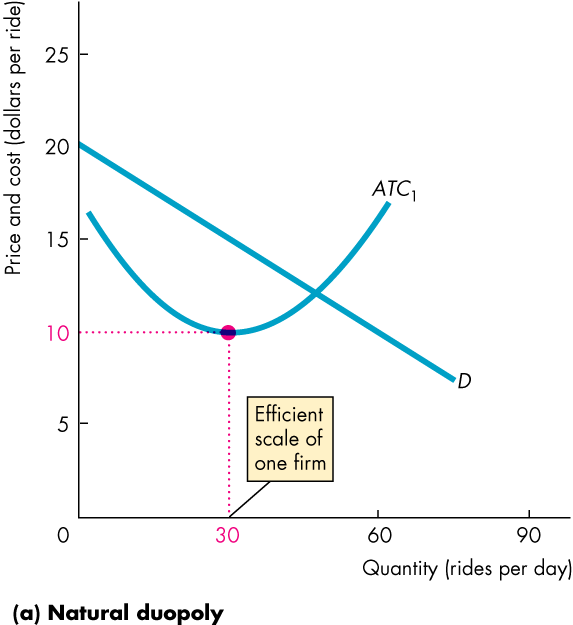 Price and cost (dollars per ride)
25
20
15
10
5
0
30
60
90
Quantity (rides per day)
ATC1
D
Efficient
scale of
one firm
(a) Natural duopoly